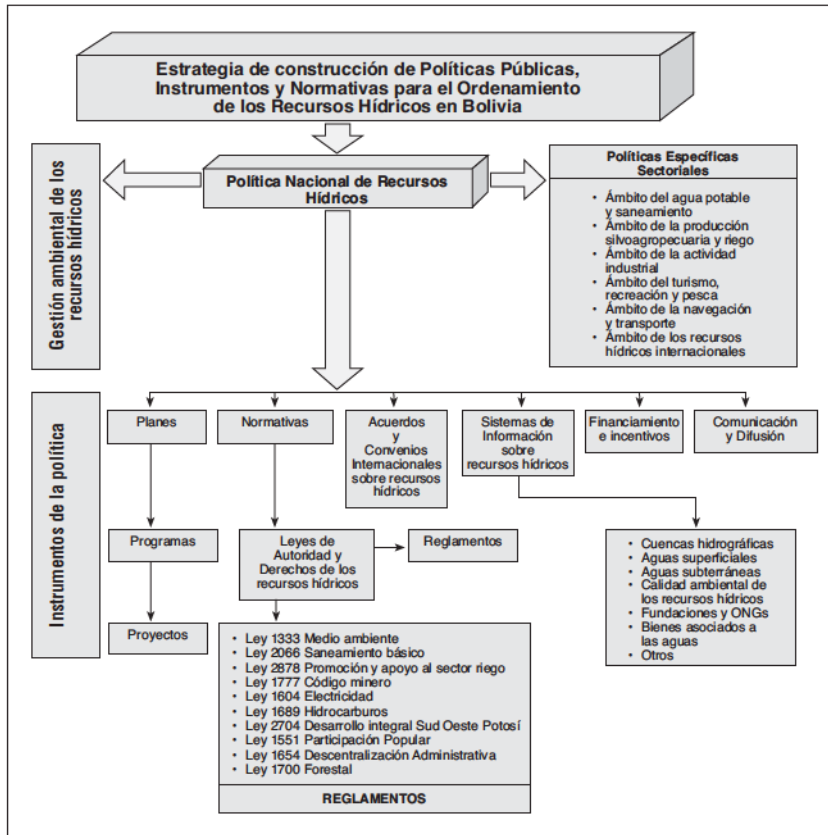 Estrategia de construcción de Políticas Públicas,
Instrumentos y Normativas para el Ordenamiento
de los Recursos Hídricos en Bolivia
Gestión ambiental de los
recursos hídricos
Política Nacional de Recursos
Hídricos
Políticas Específicas
Sectoriales
• Ámbito del agua potable
y saneamiento
• Ámbito de la producción
silvoagropecuaria y riego
• Ámbito de la actividad
industrial
• Ámbito del turismo,
recreación y pesca
• Ámbito de la navegación
y transporte
• Ámbito de los recursos
hídricos internacionales
Instrumentos de la política
Planes
Programas
Proyectos
Normativas
Leyes de
Autoridad y
Derechos de los
recursos hídricos
Reglamentos
• Ley 1333 Medio ambiente
• Ley 2066 Saneamiento básico
• Ley 2878 Promoción y apoyo al sector riego
• Ley 1777 Código minero
• Ley 1604 Electricidad
• Ley 1689 Hidrocarburos
• Ley 2704 Desarrollo integral Sud Oeste Potosí
• Ley 1551 Participación Popular
• Ley 1654 Descentralización Administrativa
• Ley 1700 Forestal
REGLAMENTOS
Acuerdos
y
Convenios
Internacionales
sobre recursos
hídricos
Sistemas de
Información
sobre
recursos hídricos
Financiamiento
e incentivos
Comunicación
y Difusión
• Cuencas hidrográficas
• Aguas superficiales
• Aguas subterráneas
• Calidad ambiental de
los recursos hídricos
• Fundaciones y ONGs
• Bienes asociados a
las aguas
• Otros